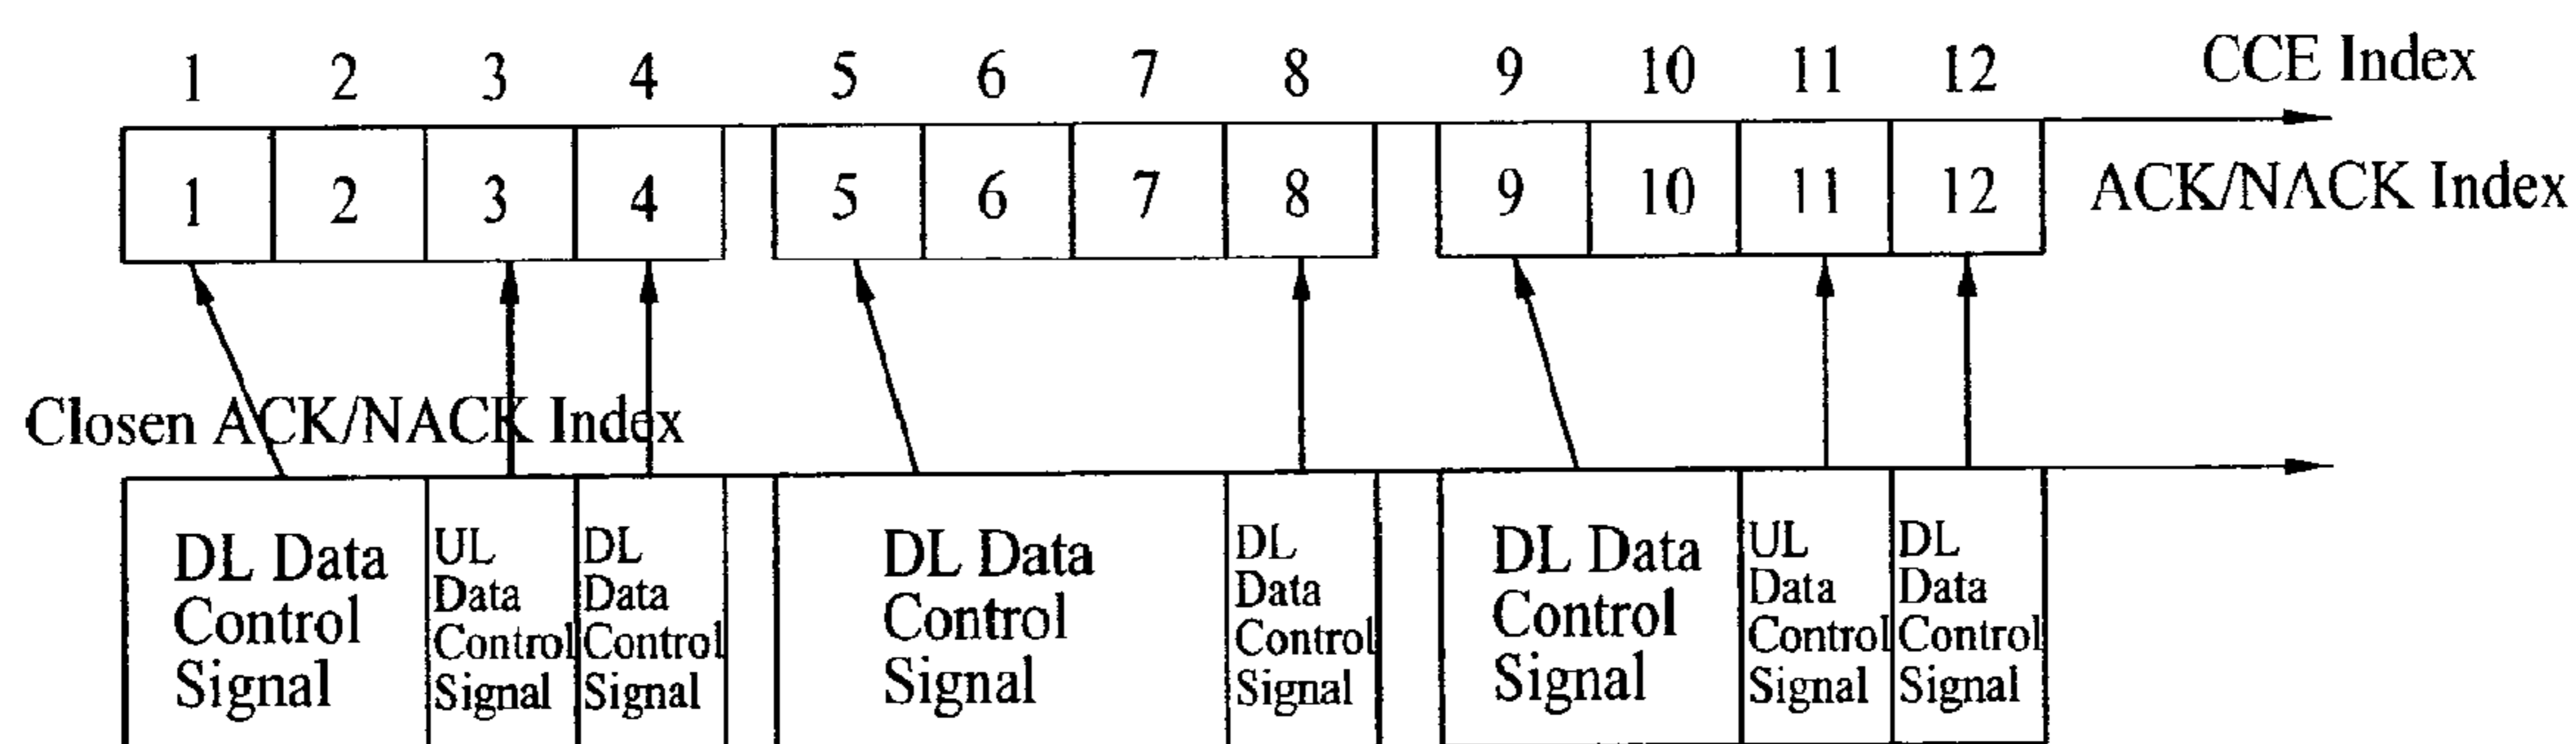 1 2 3 4 5 6 7 8 9 10 11 12 CCE Index
1 2 3 4 5 6 7 8 9 10 11 12 ACK/NACK Index
Closen ACK/NACK Index
DL Data
Control
Signal
UL
Data
Control
Signal
DL
Data
Control
Signal
DL Data
Control
Signal
DL
Data
Control
Signal
DL Data
Control
Signal
UL
Data
Control
Signal
DL
Data
Control
Signal